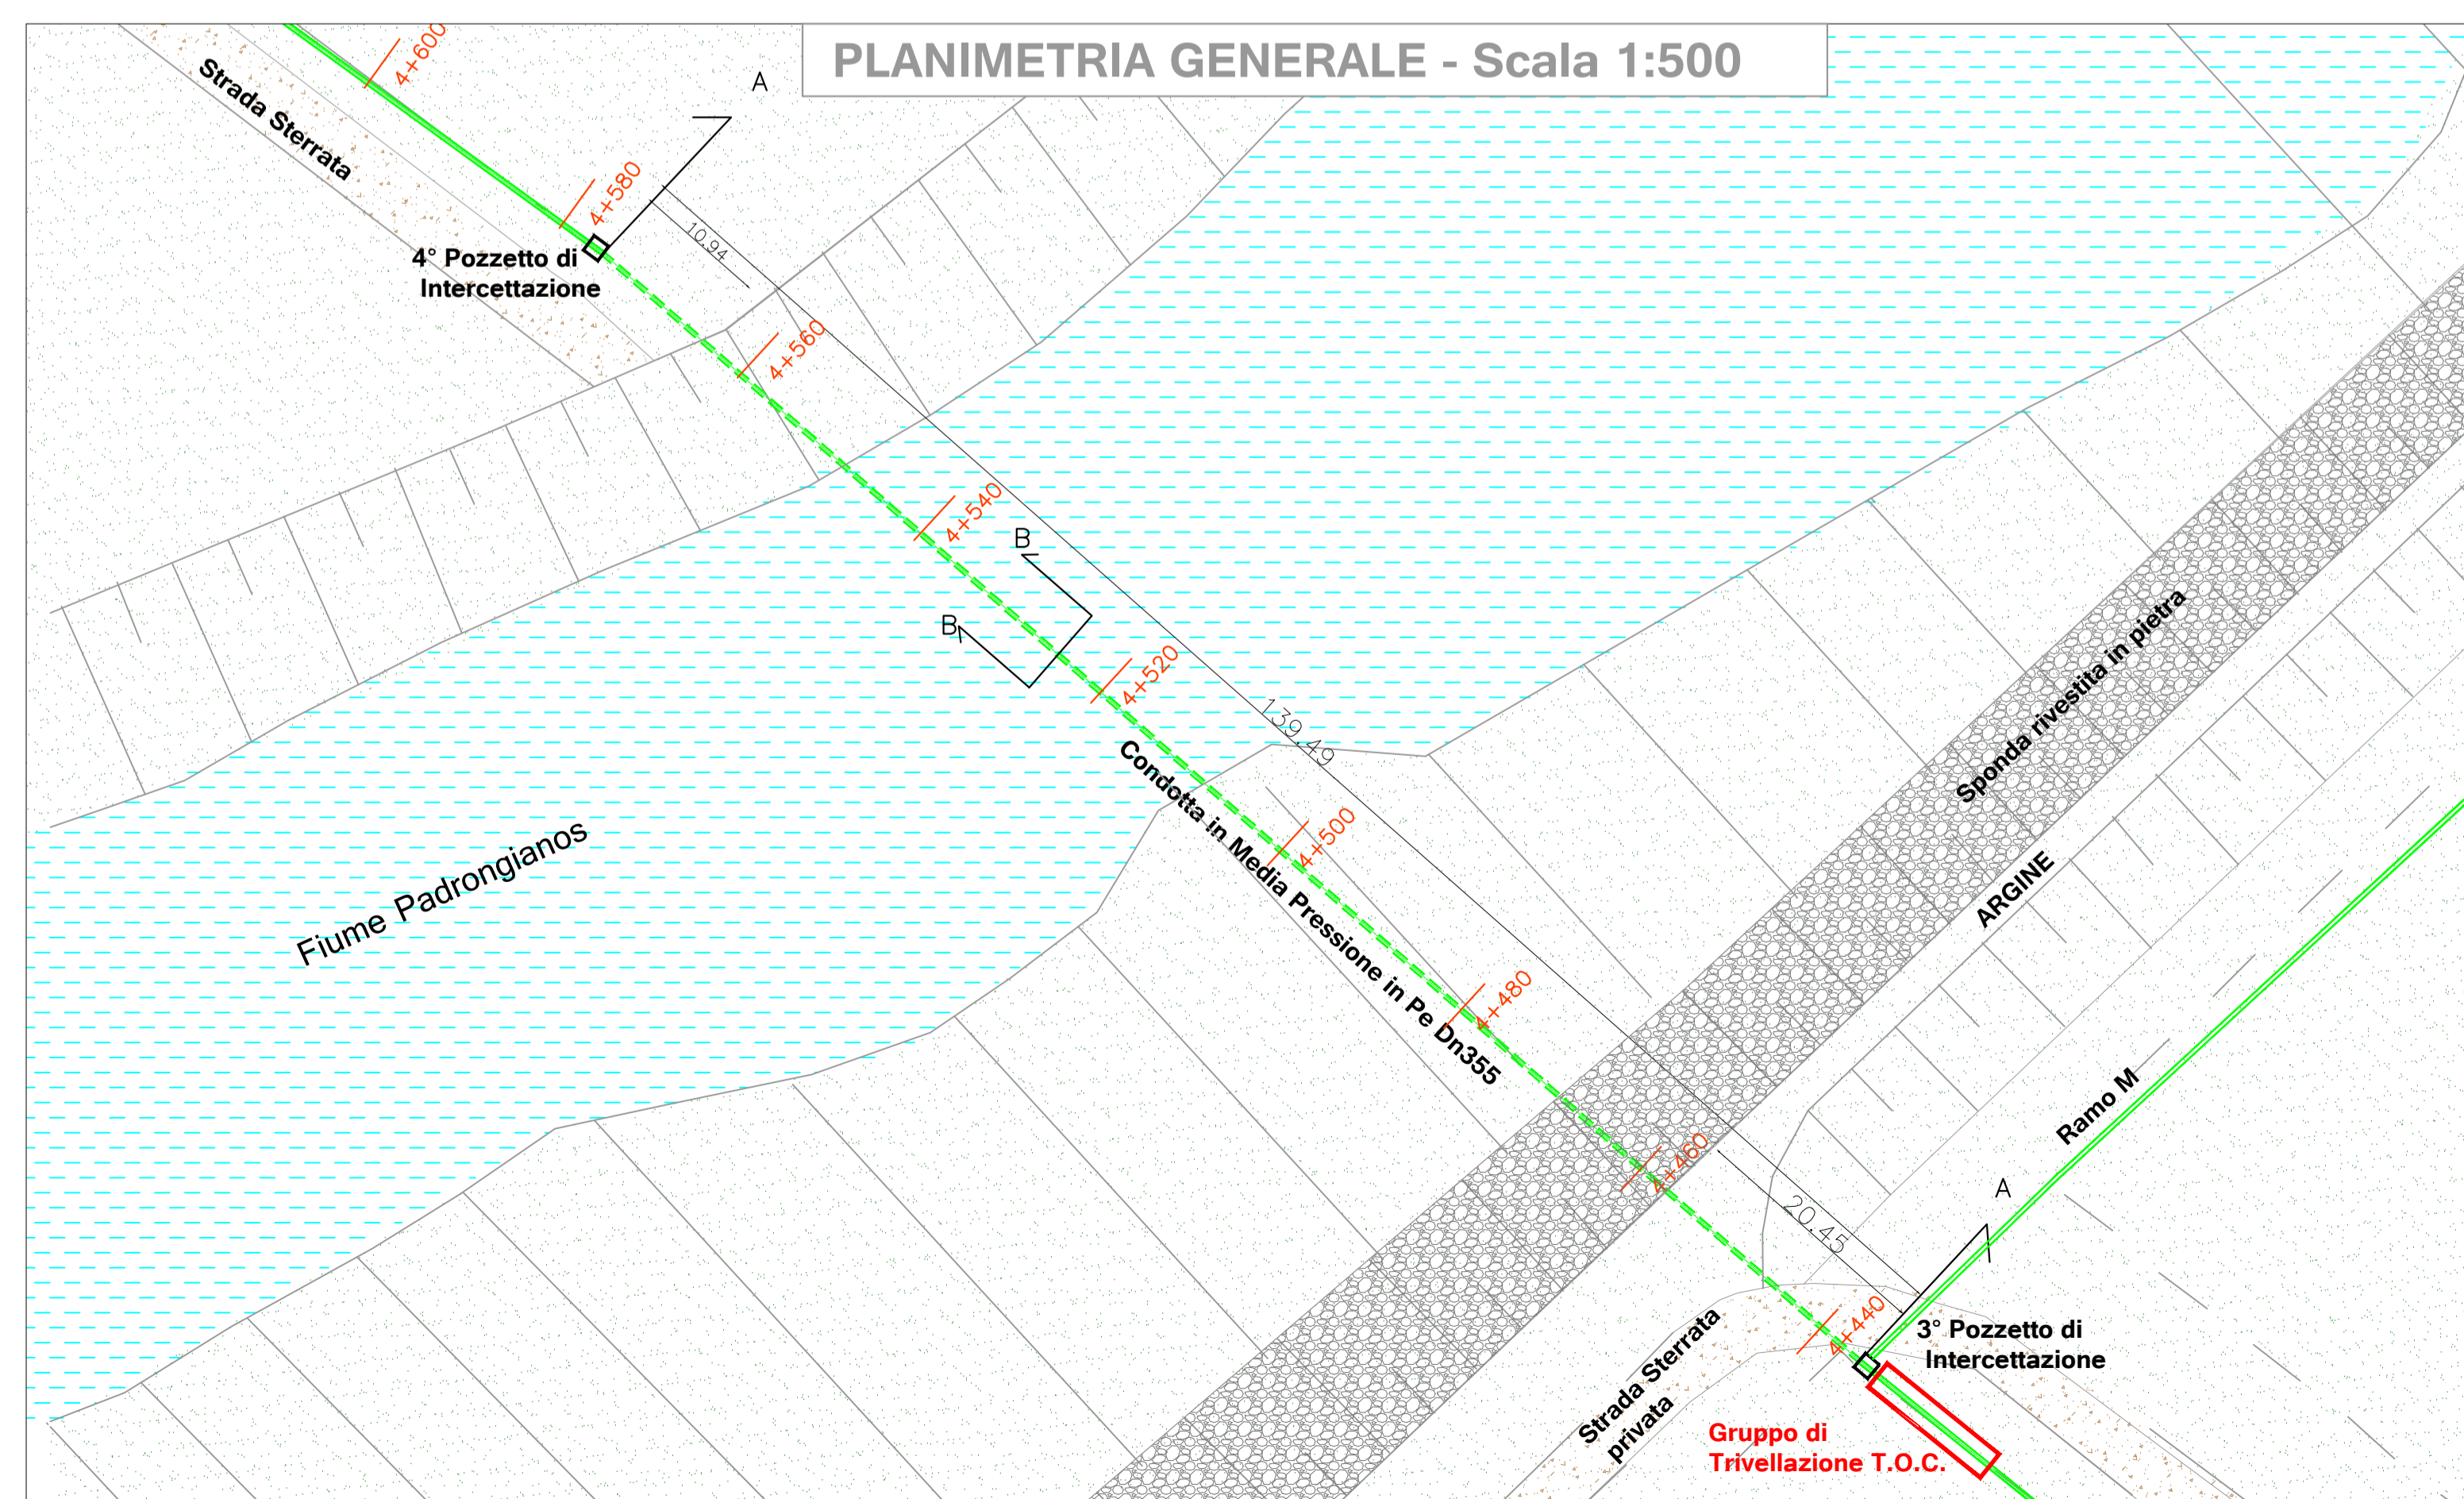 PLANIMETRIA GENERALE - Scala 1:500
4+600
Strada Sterrata
A
4+580
4° Pozzetto di
Intercettazione
10.94
4+560
4+540
B
B
4+520
139.49
Condotta in Media Pressione in Pe Dn355
4+500
Fiume Padrongianos
Sponda rivestita in pietra
ARGINE
4+480
4+460
Ramo M
A
20.45
4+440
3° Pozzetto di
Intercettazione
Strada Sterrata
privata
Gruppo di
Trivellazione T.O.C.